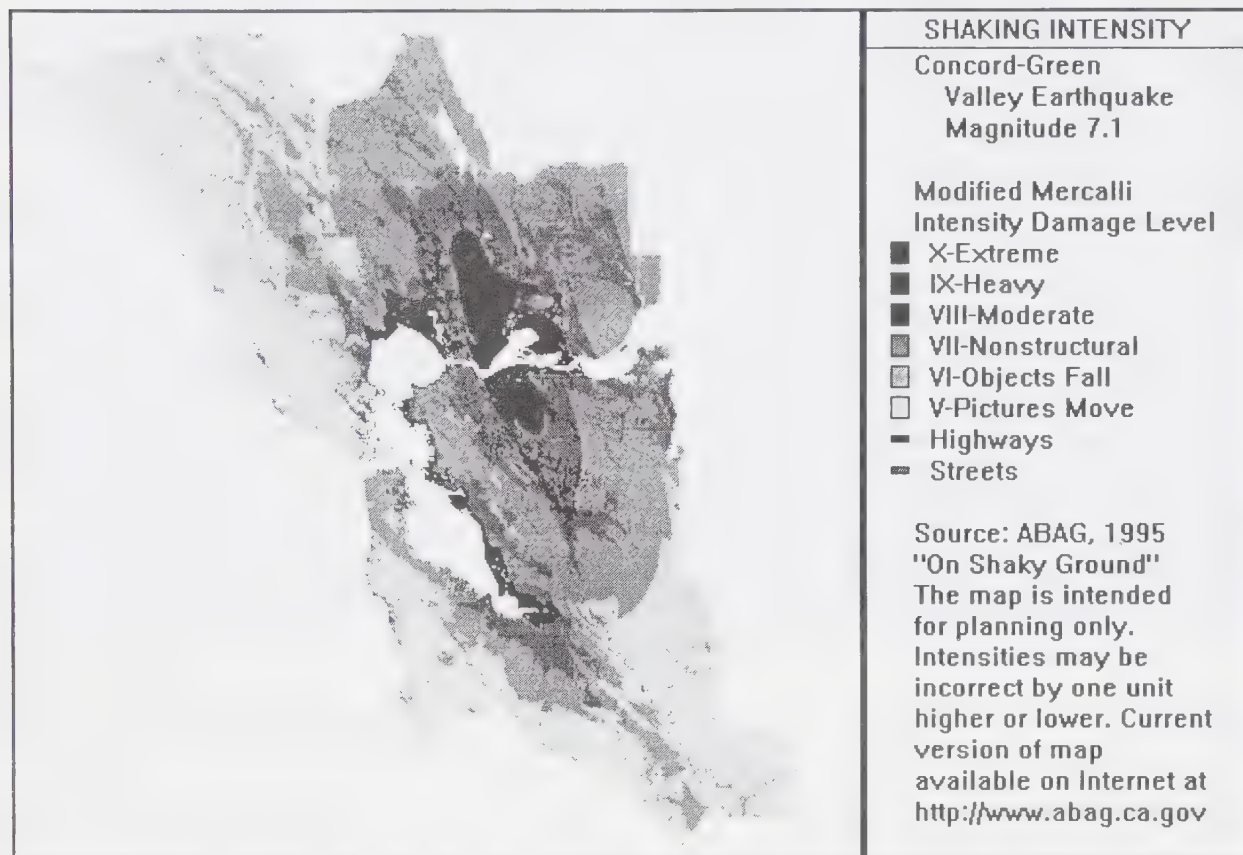 SHAKING INTENSITY
Concord-Green
Valley Earthquake
Magnitude 7.1
Modified Mercalli
Intensity Damage Level
X-Extreme
IX-Heavy
VIII-Moderate
VII-Nonstructural
VI-Objects Fall
V-Pictures Move
Highways
Streets
Source: ABAG, 1995
"On Shaky Ground"
The map is intended
for planning only.
Intensities may be
incorrect by one unit
higher or lower. Current
version of map
available on Internet at
http://www.abag.ca.gov